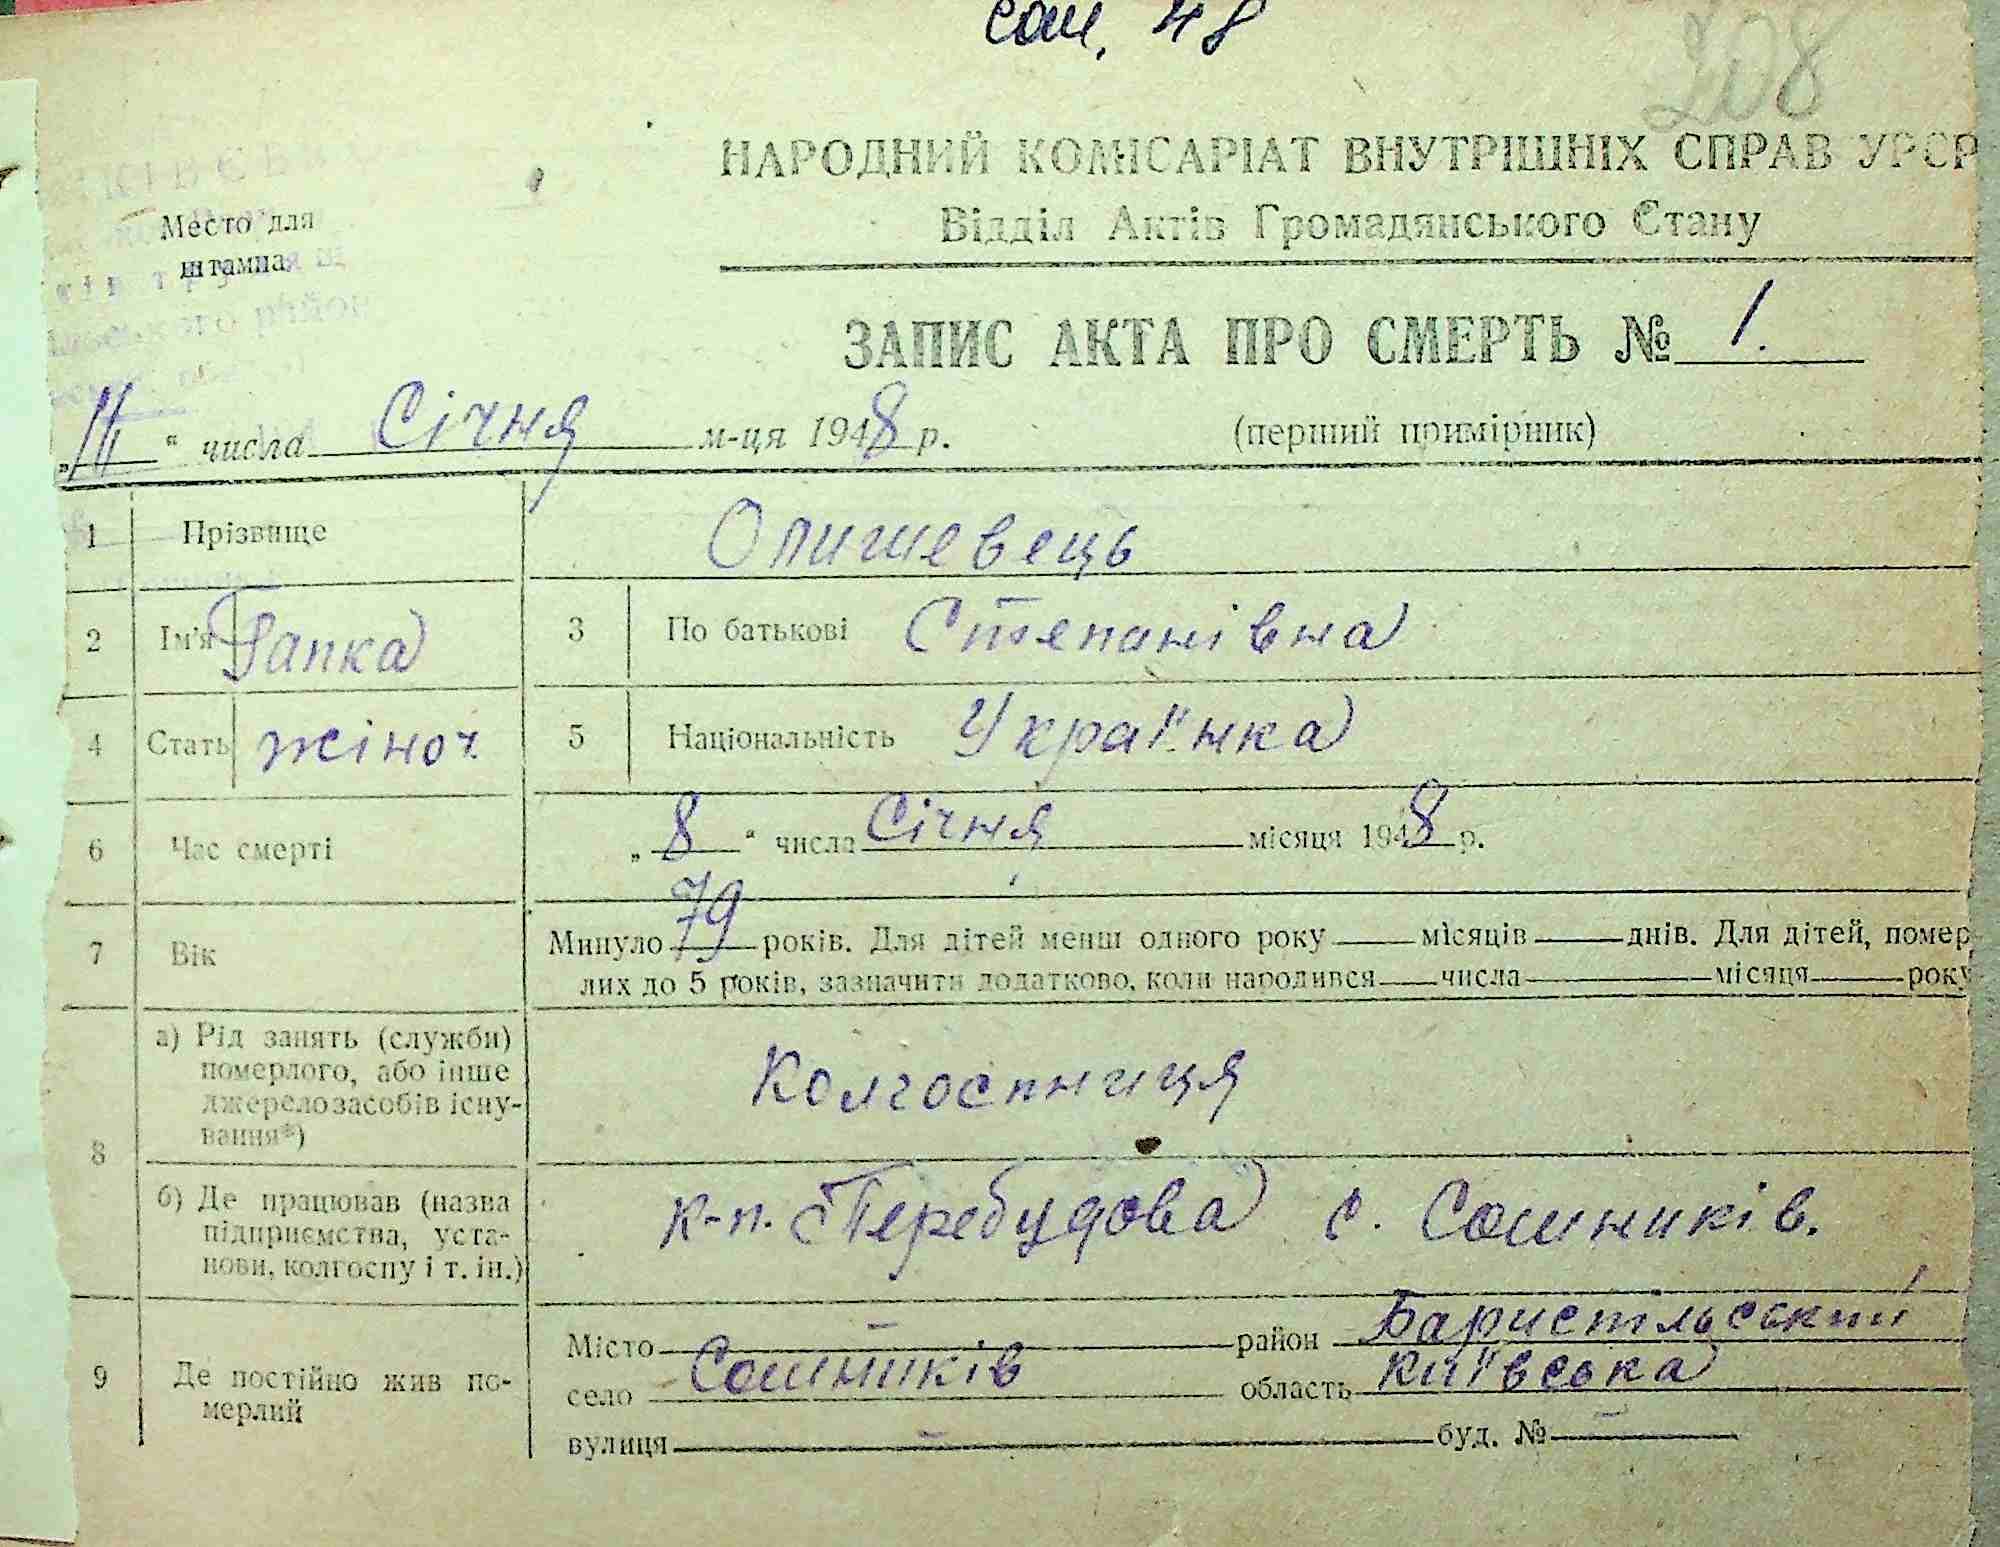 Сош. 48
208
НАРОДНИЙ КОМІСАРІАТ ВНУТРІШНІХ СПРАВ УРСР
Место для
штампа
Відділ Актів Громадянського Стану
ЗАПИС АКТА ПРО СМЕРТЬ № 1.
„ “ числа Січня м-ця 1948 р. (перший примірник)
1 Прізвище Опишевець
2 Ім'я Гапка 3 По батькові Степанівна
4 Стать жіноч. 5 Національність Українка
6 Час смерті „8“ числа Січня місяця 1948 р.
7 Вік Минуло 79 років. Для дітей менш одного року місяців днів. Для дітей, помер-
лих до 5 років, зазначити додатково, коли народився числа місяця року
8 а) Рід занять (служби)
померлого, або інше
джерело засобів існу-
вання*) Колгоспниця
б) Де працював (назва
підприємства, уста-
нови, колгоспу і т. ін.) к-п. Перебудова с. Сошників.
9 Де постійно жив по-
мерлий
Місто – район Баристільський
село Сошників область Київська
вулиця – буд. № –